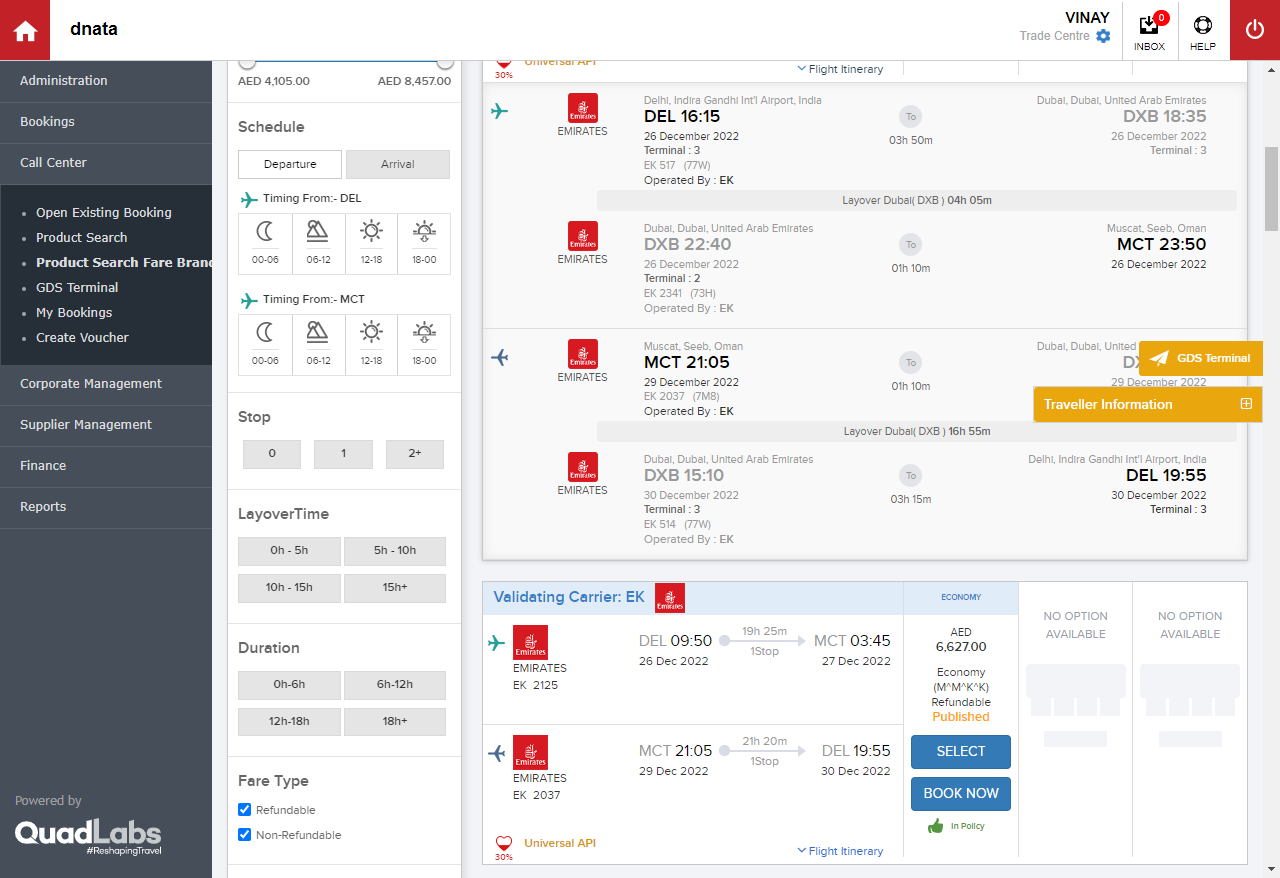 dnata
VINAY
Trade Centre
0
INBOX
HELP
Administration
Bookings
Call Center
Open Existing Booking
Product Search
Product Search Fare Brand
GDS Terminal
My Bookings
Create Voucher
Corporate Management
Supplier Management
Finance
Reports
Powered by
QuadLabs
#ReshapingTravel
AED 4,105.00 AED 8,457.00
Schedule
Departure Arrival
Timing From:- DEL
00-06 06-12 12-18 18-00
Timing From:- MCT
00-06 06-12 12-18 18-00
Stop
0 1 2+
LayoverTime
0h - 5h 5h - 10h
10h - 15h 15h+
Duration
0h-6h 6h-12h
12h-18h 18h+
Fare Type
Refundable
Non-Refundable
30% Universal API Flight Itinerary
Emirates
EMIRATES
Delhi, Indira Gandhi Int'l Airport, India
DEL 16:15
26 December 2022
Terminal : 3
EK 517 (77W)
Operated By : EK
To
03h 50m
Dubai, Dubai, United Arab Emirates
DXB 18:35
26 December 2022
Terminal : 3
Layover Dubai( DXB ) 04h 05m
Emirates
EMIRATES
Dubai, Dubai, United Arab Emirates
DXB 22:40
26 December 2022
Terminal : 2
EK 2341 (73H)
Operated By : EK
To
01h 10m
Muscat, Seeb, Oman
MCT 23:50
26 December 2022
Emirates
EMIRATES
Muscat, Seeb, Oman
MCT 21:05
29 December 2022
EK 2037 (7M8)
Operated By : EK
To
01h 10m
Dubai, Dubai, United
29 December 2022
GDS Terminal
Traveller Information
Layover Dubai( DXB ) 16h 55m
Emirates
EMIRATES
Dubai, Dubai, United Arab Emirates
DXB 15:10
30 December 2022
Terminal : 3
EK 514 (77W)
Operated By : EK
To
03h 15m
Delhi, Indira Gandhi Int'l Airport, India
DEL 19:55
30 December 2022
Terminal : 3
Validating Carrier: EK
Emirates
ECONOMY
Emirates
EMIRATES
EK 2125
DEL 09:50
26 Dec 2022
19h 25m
1Stop
MCT 03:45
27 Dec 2022
Emirates
EMIRATES
EK 2037
MCT 21:05
29 Dec 2022
21h 20m
1Stop
DEL 19:55
30 Dec 2022
30% Universal API Flight Itinerary
AED
6,627.00
Economy
(M^M^K^K)
Refundable
Published
SELECT
BOOK NOW
In Policy
NO OPTION
AVAILABLE
NO OPTION
AVAILABLE